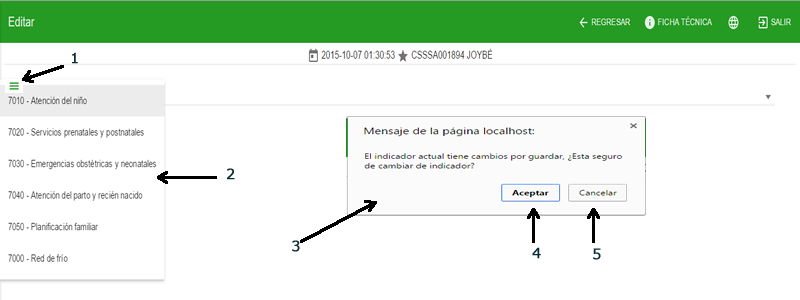 Editar
REGRESAR
FICHA TÉCNICA
SALIR
2015-10-07 01:30:53 CSSSA001894 JOYBÉ
1
7010 - Atención del niño
7020 - Servicios prenatales y postnatales
7030 - Emergencias obstétricas y neonatales
7040 - Atención del parto y recién nacido
7050 - Planificación familiar
7000 - Red de frío
2
Mensaje de la página localhost:
El indicador actual tiene cambios por guardar, ¿Esta seguro
de cambiar de indicador?
Aceptar
Cancelar
3
4
5